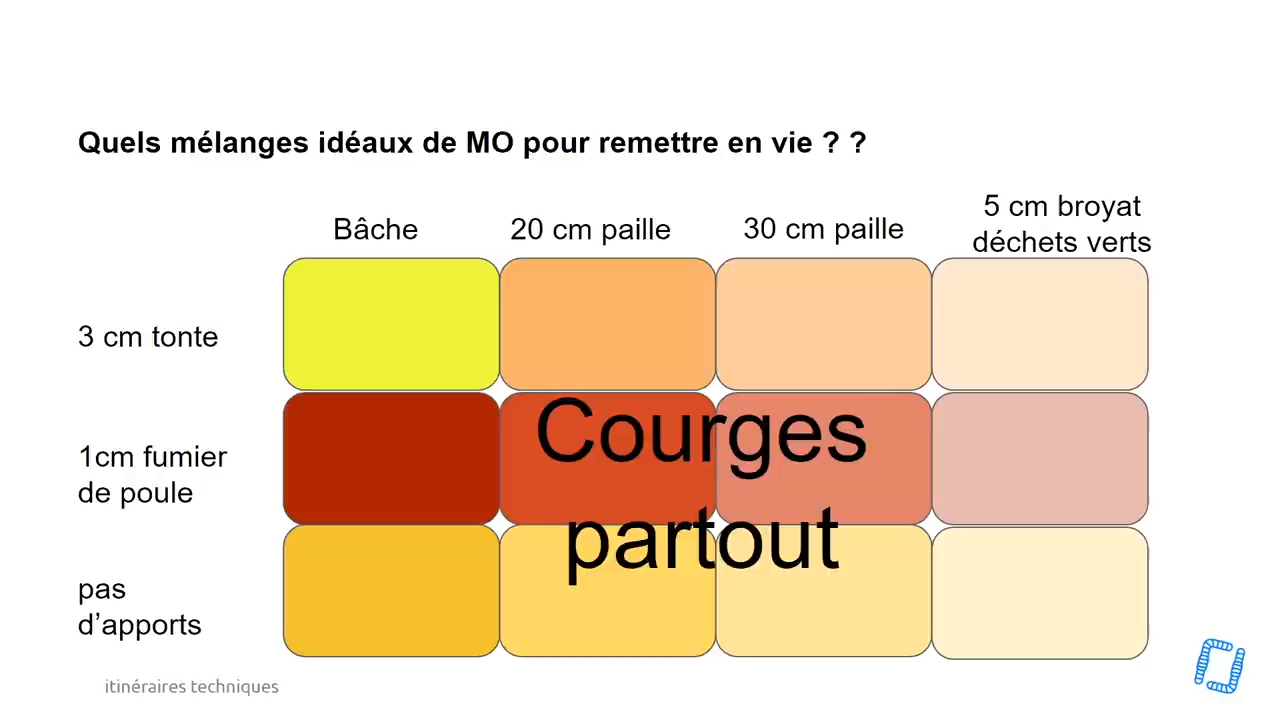 Quels mélanges idéaux de MO pour remettre en vie ? ?
Bâche
20 cm paille
30 cm paille
5 cm broyat
déchets verts
3 cm tonte
1cm fumier
de poule
Courges
partout
pas
d’apports
itinéraires techniques